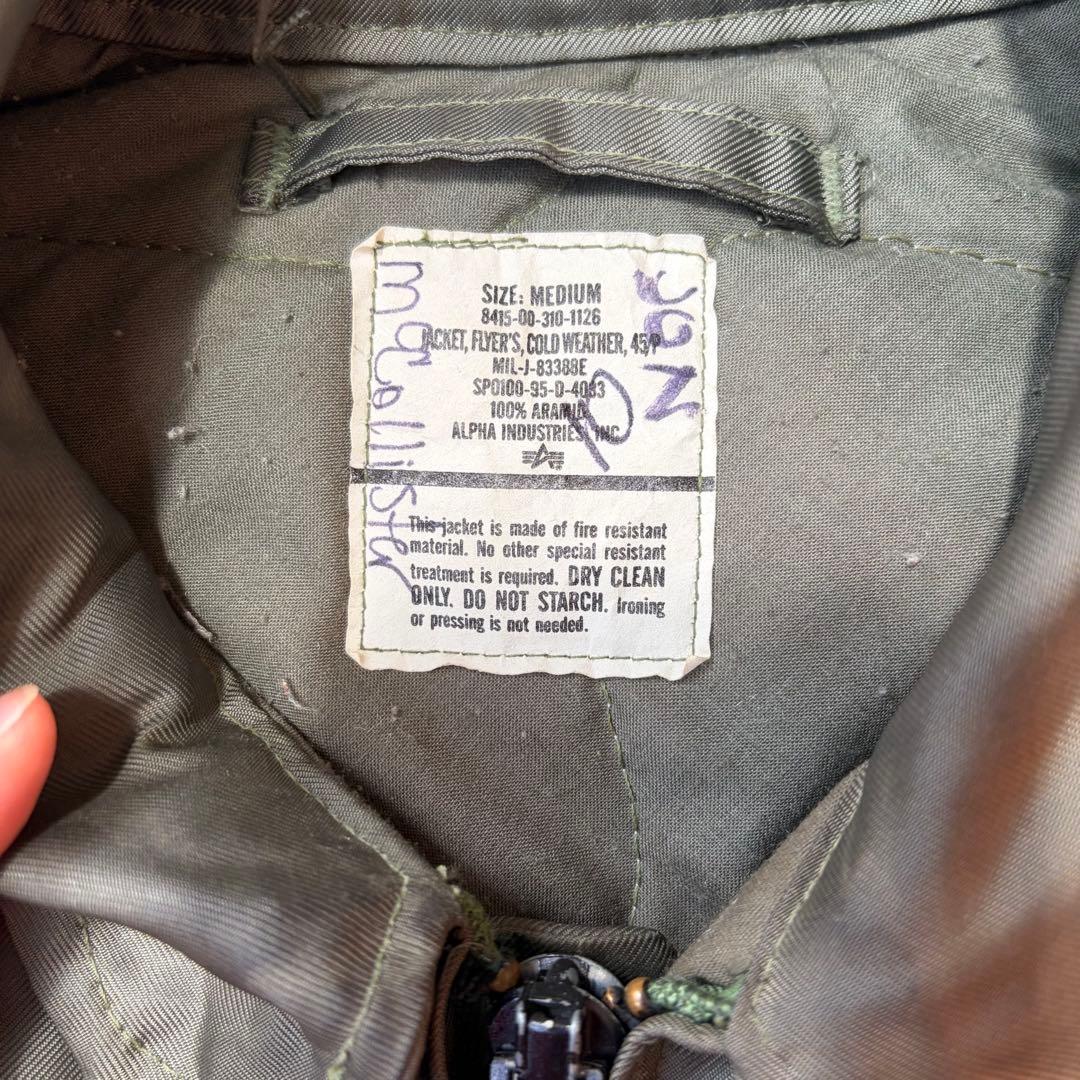 SIZE: MEDIUM
8415-00-310-1126
JACKET, FLYER'S, COLD WEATHER, 45/P
MIL-J-83388E
SPO100-95-D-4083
100% ARAMID
ALPHA INDUSTRIES, INC
This jacket is made of fire resistant
material. No other special resistant
treatment is required. DRY CLEAN
ONLY. DO NOT STARCH. Ironing
or pressing is not needed.